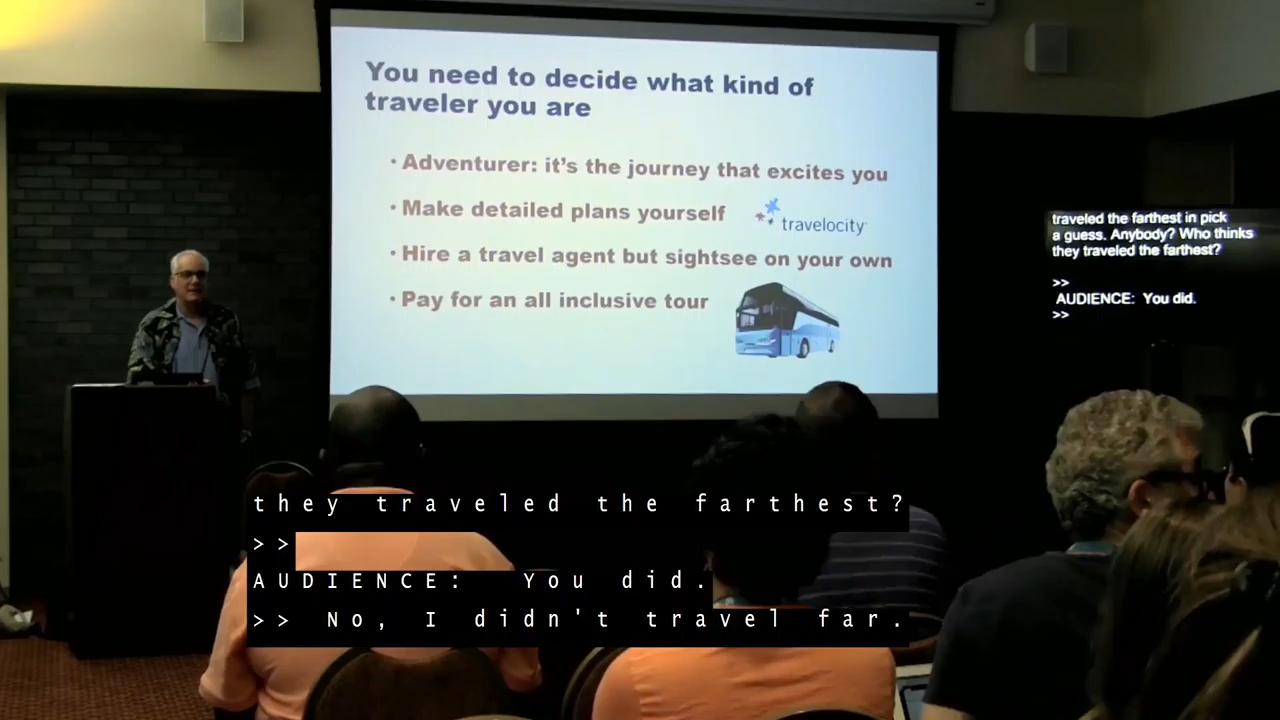 You need to decide what kind of
traveler you are
• Adventurer: it's the journey that excites you
• Make detailed plans yourself
travelocity
• Hire a travel agent but sightsee on your own
• Pay for an all inclusive tour
traveled the farthest in pick
a guess. Anybody? Who thinks
they traveled the farthest?
>>
AUDIENCE: You did.
>>
they traveled the farthest?
>>
AUDIENCE: You did.
>> No, I didn't travel far.